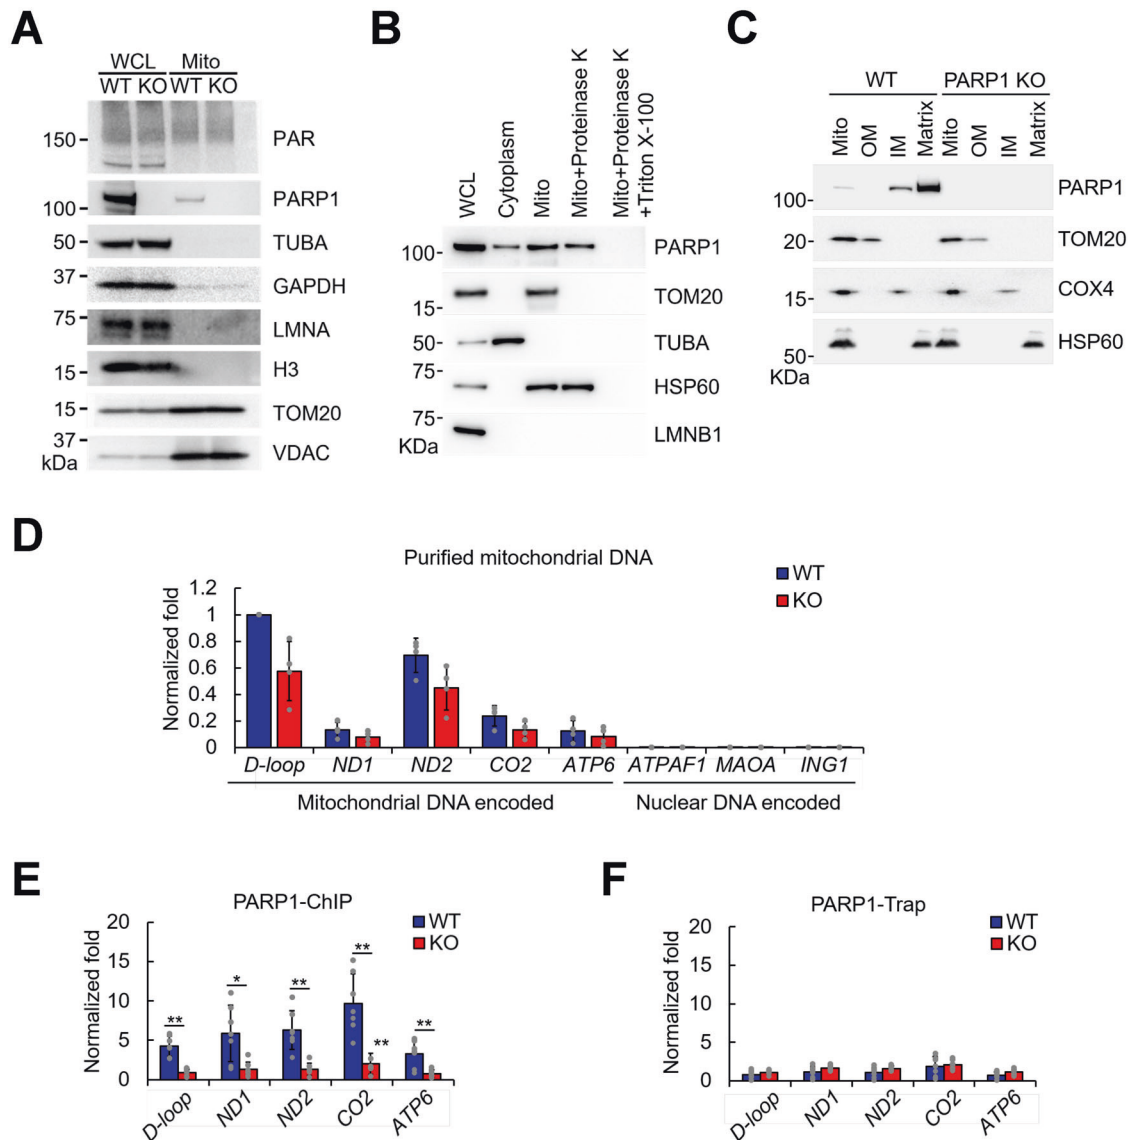 A
WCL Mito
WT KO WT KO
150 PAR
100 PARP1
50 TUBA
37 GAPDH
75 LMNA
15 H3
15 TOM20
37 VDAC
kDa
B
WCL
Cytoplasm
Mito
Mito+Proteinase K
Mito+Proteinase K
+Triton X-100
100 PARP1
15 TOM20
50 TUBA
75 HSP60
75 LMNB1
KDa
C
WT PARP1 KO
Mito OM IM Matrix Mito OM IM Matrix
100 PARP1
20 TOM20
15 COX4
50 HSP60
KDa
D
Purified mitochondrial DNA
WT
KO
Normalized fold
1.2
1
0.8
0.6
0.4
0.2
0
D-loop ND1 ND2 CO2 ATP6 ATPAF1 MAOA ING1
Mitochondrial DNA encoded Nuclear DNA encoded
E
PARP1-ChIP
WT
KO
Normalized fold
20
15
10
5
0
** * ** ** ** **
D-loop ND1 ND2 CO2 ATP6
F
PARP1-Trap
WT
KO
Normalized fold
20
15
10
5
0
D-loop ND1 ND2 CO2 ATP6